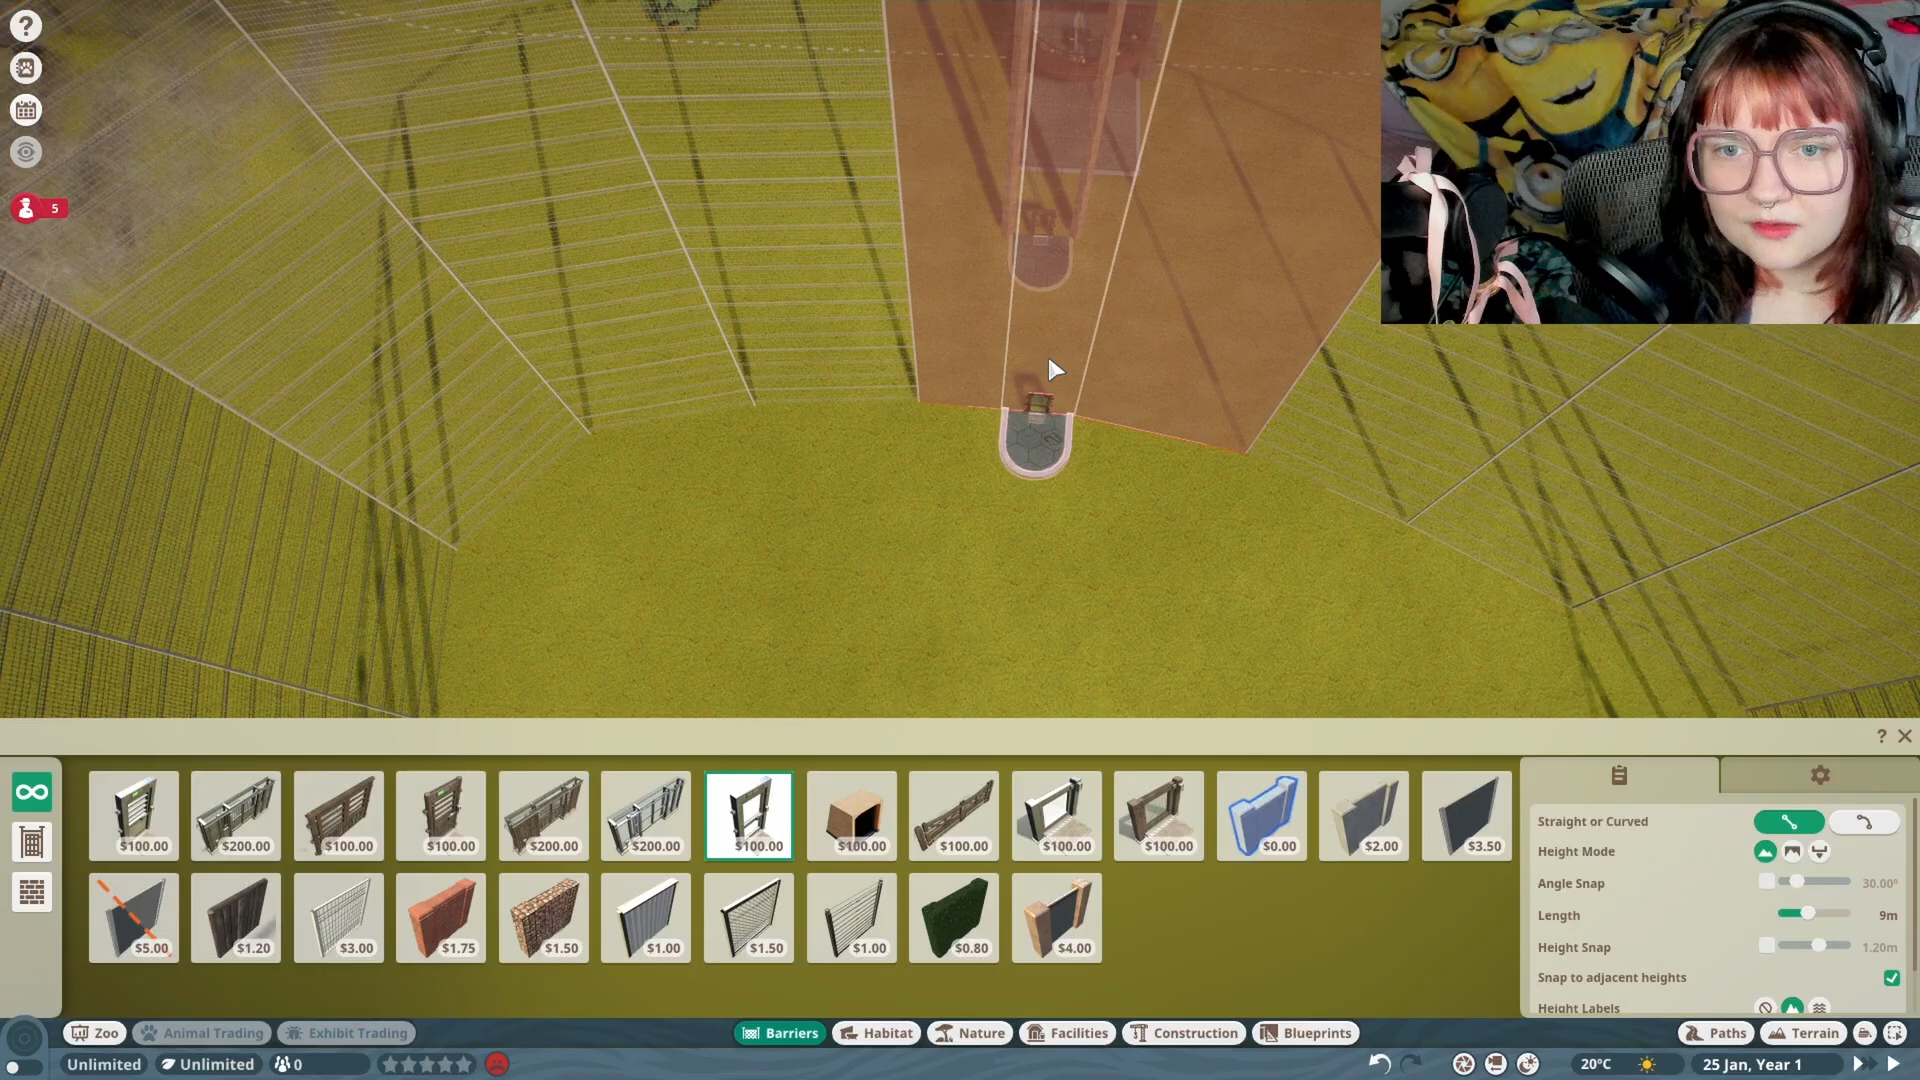 ?
5
?
$100.00
$200.00
$100.00
$100.00
$200.00
$200.00
$100.00
$100.00
$100.00
$100.00
$100.00
$0.00
$2.00
$3.50
$5.00
$1.20
$3.00
$1.75
$1.50
$1.00
$1.50
$1.00
$0.80
$4.00
Straight or Curved
Height Mode
Angle Snap 30.00°
Length 9m
Height Snap 1.20m
Snap to adjacent heights
Height Labels
Zoo
Animal Trading
Exhibit Trading
Barriers
Habitat
Nature
Facilities
Construction
Blueprints
Paths
Terrain
Unlimited
Unlimited
0
20°C
25 Jan, Year 1